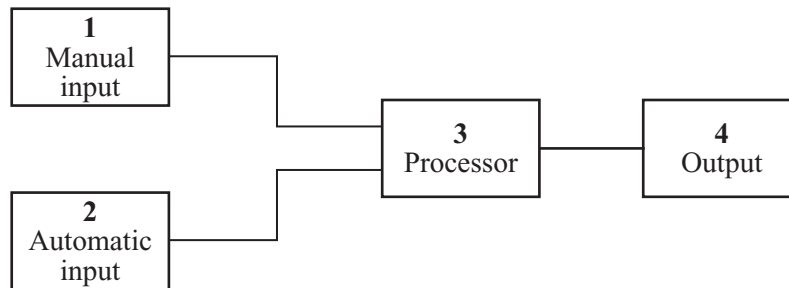 1
Manual
input
2
Automatic
input
3
Processor
4
Output